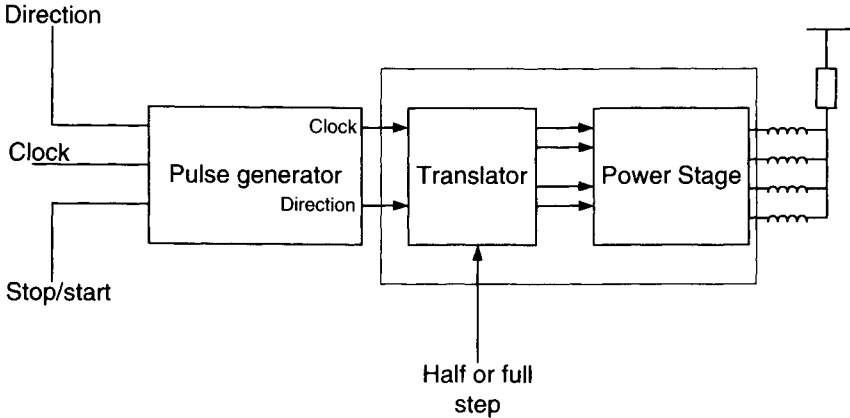 Direction
Clock
Stop/start
Pulse generator
Clock
Direction
Translator
Power Stage
Half or full
step